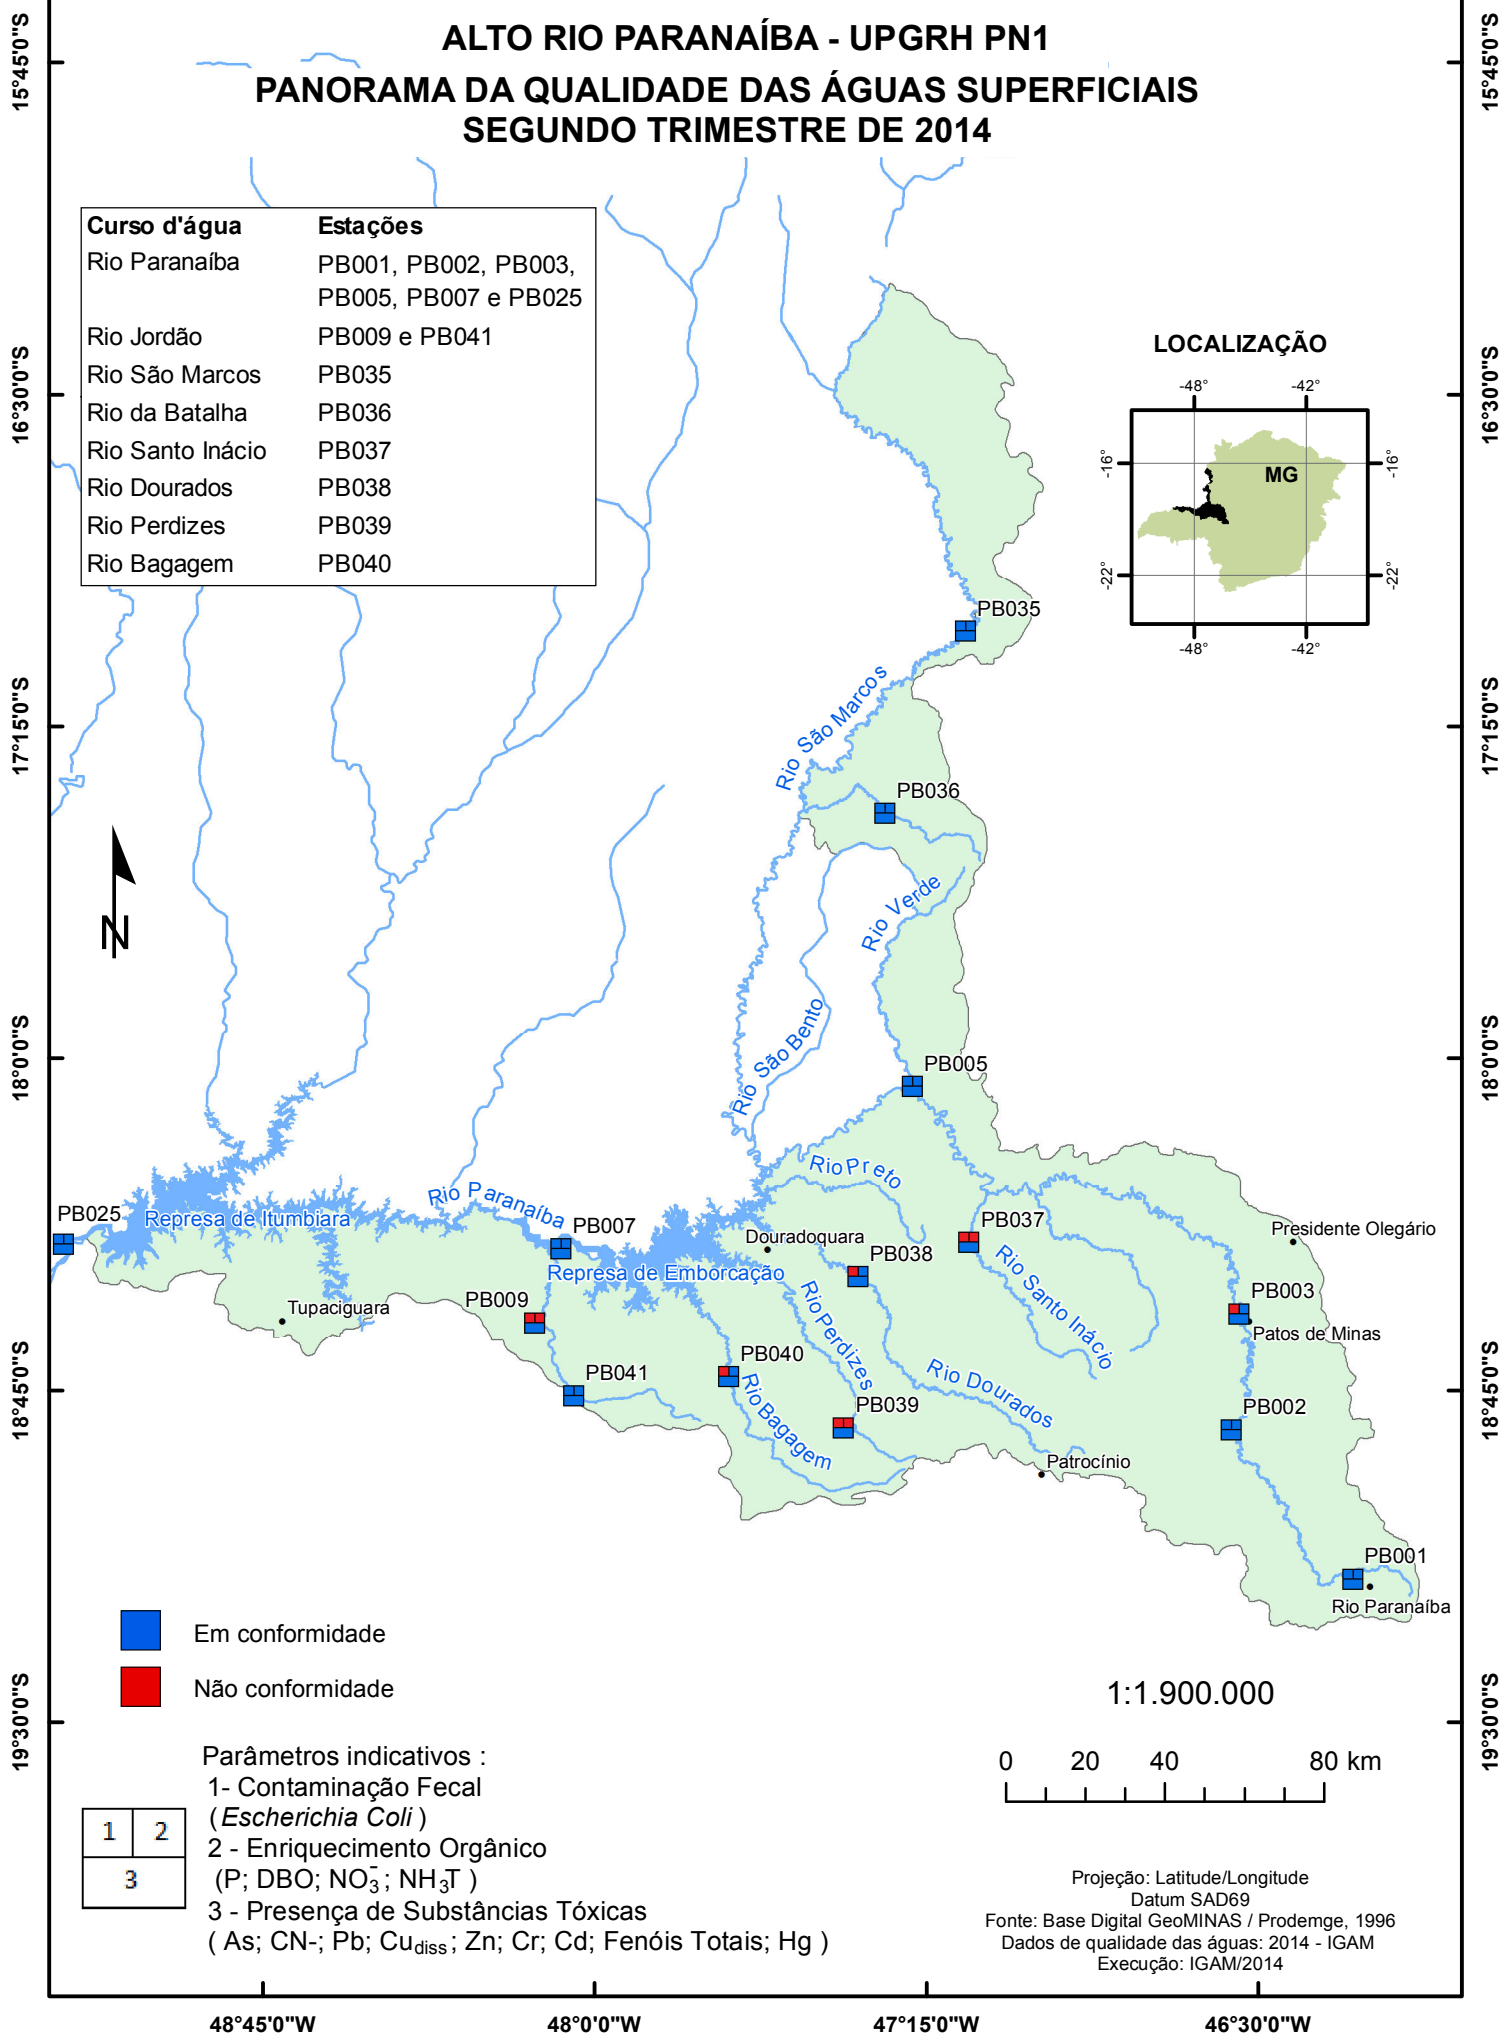 ALTO RIO PARANAÍBA - UPGRH PN1
PANORAMA DA QUALIDADE DAS ÁGUAS SUPERFICIAIS
SEGUNDO TRIMESTRE DE 2014
Curso d'água Estações
Rio Paranaíba PB001, PB002, PB003,
PB005, PB007 e PB025
Rio Jordão PB009 e PB041
Rio São Marcos PB035
Rio da Batalha PB036
Rio Santo Inácio PB037
Rio Dourados PB038
Rio Perdizes PB039
Rio Bagagem PB040
LOCALIZAÇÃO
-48° -42°
-16° -16°
MG
-22° -22°
-48° -42°
15°45'0"S 15°45'0"S
16°30'0"S 16°30'0"S
17°15'0"S 17°15'0"S
18°0'0"S 18°0'0"S
18°45'0"S 18°45'0"S
19°30'0"S 19°30'0"S
PB035
Rio São Marcos
PB036
Rio Verde
Rio São Bento
PB005
Rio Preto
Rio Paranaíba
PB025
Represa de Itumbiara
PB007
Douradoquara
PB037
Presidente Olegário
PB038
Represa de Emborcação
Rio Santo Inácio
Rio Perdizes
Tupaciguara
PB009
PB003
Patos de Minas
PB041
PB040
Rio Bagagem
PB039
Rio Dourados
PB002
Patrocínio
PB001
Rio Paranaíba
N
Em conformidade
Não conformidade
1:1.900.000
0 20 40 80 km
Parâmetros indicativos :
1- Contaminação Fecal
(Escherichia Coli )
2 - Enriquecimento Orgânico
(P; DBO; NO₃⁻; NH₃T )
3 - Presença de Substâncias Tóxicas
( As; CN-; Pb; Cudiss; Zn; Cr; Cd; Fenóis Totais; Hg )
1 2
3
Projeção: Latitude/Longitude
Datum SAD69
Fonte: Base Digital GeoMINAS / Prodemge, 1996
Dados de qualidade das águas: 2014 - IGAM
Execução: IGAM/2014
48°45'0"W 48°0'0"W 47°15'0"W 46°30'0"W